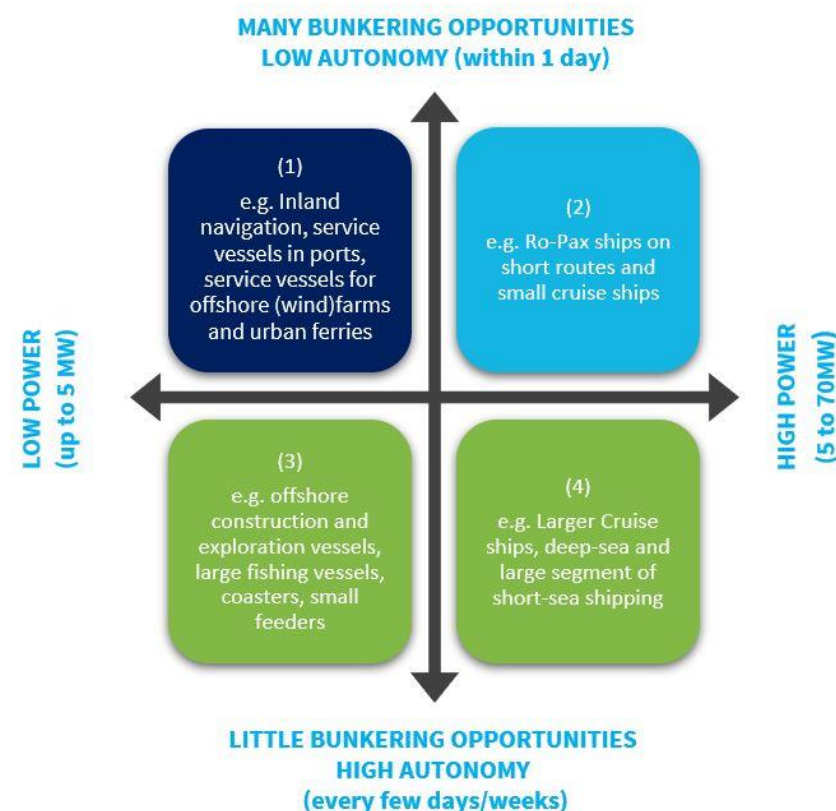 MANY BUNKERING OPPORTUNITIES
LOW AUTONOMY (within 1 day)
(1)
e.g. Inland
navigation, service
vessels in ports,
service vessels for
offshore (wind)farms
and urban ferries
(2)
e.g. Ro-Pax ships on
short routes and
small cruise ships
LOW POWER
(up to 5 MW)
HIGH POWER
(5 to 70MW)
(3)
e.g. offshore
construction and
exploration vessels,
large fishing vessels,
coasters, small
feeders
(4)
e.g. Larger Cruise
ships, deep-sea and
large segment of
short-sea shipping
LITTLE BUNKERING OPPORTUNITIES
HIGH AUTONOMY
(every few days/weeks)